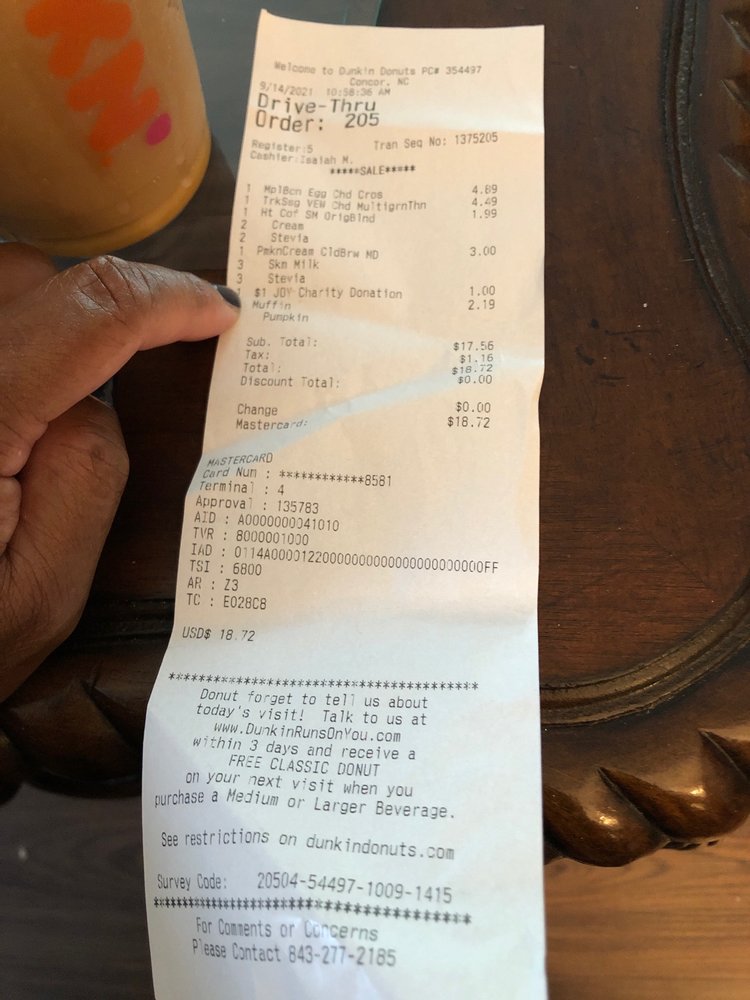 Welcome to Dunkin Donuts PC# 354497
Concor, NC
9/14/2021 10:58:36 AM
Drive-Thru
Order: 205
Register:5 Tran Seq No: 1375205
Cashier:Isaiah M.
*****SALE*****
1 MplBcn Egg Chd Cros 4.89
1 TrkSsg VEW Chd MultigrnThn 4.49
1 Ht Cof SM OrigBlnd 1.99
2 Cream
2 Stevia
1 PmknCream CldBrw MD 3.00
3 Skm Milk
3 Stevia
1 $1 JOY Charity Donation 1.00
Muffin 2.19
Pumpkin
Sub. Total: $17.56
Tax: $1.16
Total: $18.72
Discount Total: $0.00
Change $0.00
Mastercard: $18.72
MASTERCARD
Card Num : ************8581
Terminal : 4
Approval : 135783
AID : A0000000041010
TVR : 8000001000
IAD : 0114A00001220000000000000000000000FF
TSI : 6800
AR : Z3
TC : E028C8
USD$ 18.72
****************************************
Donut forget to tell us about
today's visit! Talk to us at
www.DunkinRunsOnYou.com
within 3 days and receive a
FREE CLASSIC DONUT
on your next visit when you
purchase a Medium or Larger Beverage.
See restrictions on dunkindonuts.com
Survey Code: 20504-54497-1009-1415
****************************************
For Comments or Concerns
Please Contact 843-277-2185